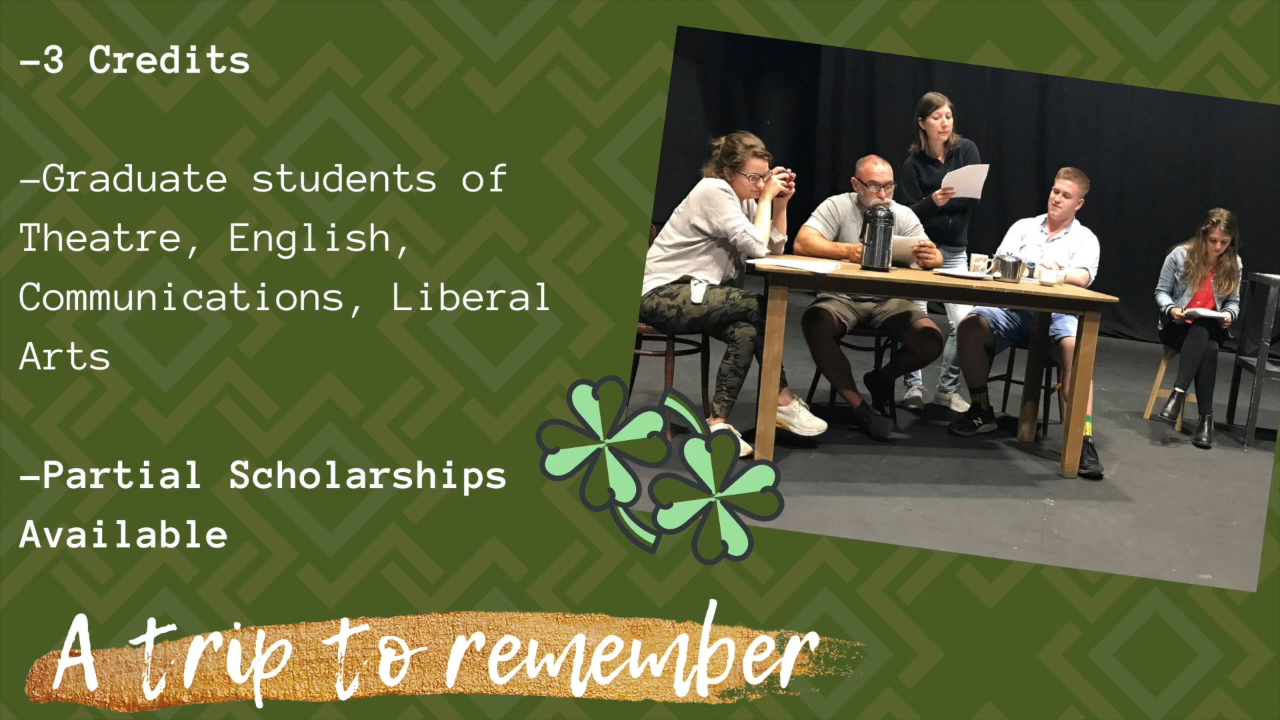 -3 Credits
-Graduate students of
Theatre, English,
Communications, Liberal
Arts
-Partial Scholarships
Available
A trip to remember